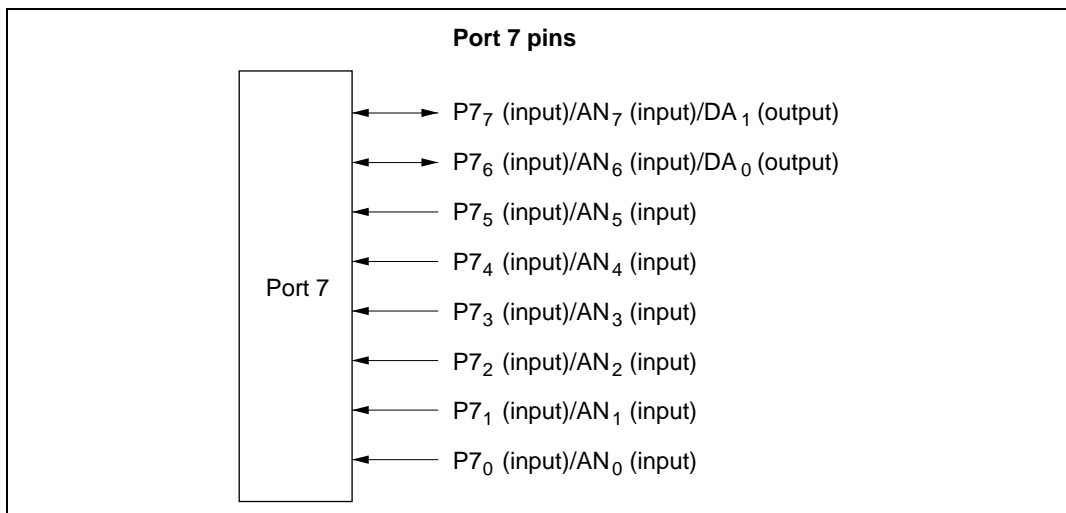 Port 7 pins
P7₇ (input)/AN₇ (input)/DA₁ (output)
P7₆ (input)/AN₆ (input)/DA₀ (output)
P7₅ (input)/AN₅ (input)
P7₄ (input)/AN₄ (input)
Port 7
P7₃ (input)/AN₃ (input)
P7₂ (input)/AN₂ (input)
P7₁ (input)/AN₁ (input)
P7₀ (input)/AN₀ (input)